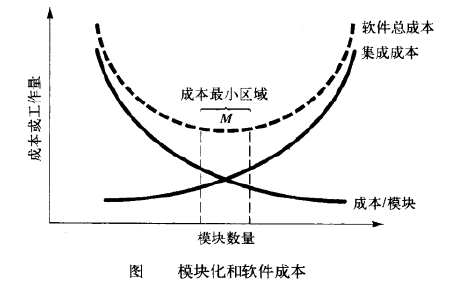 软件总成本
集成成本
成本最小区域
M
成本或工作量
成本/模块
模块数量
图 模块化和软件成本